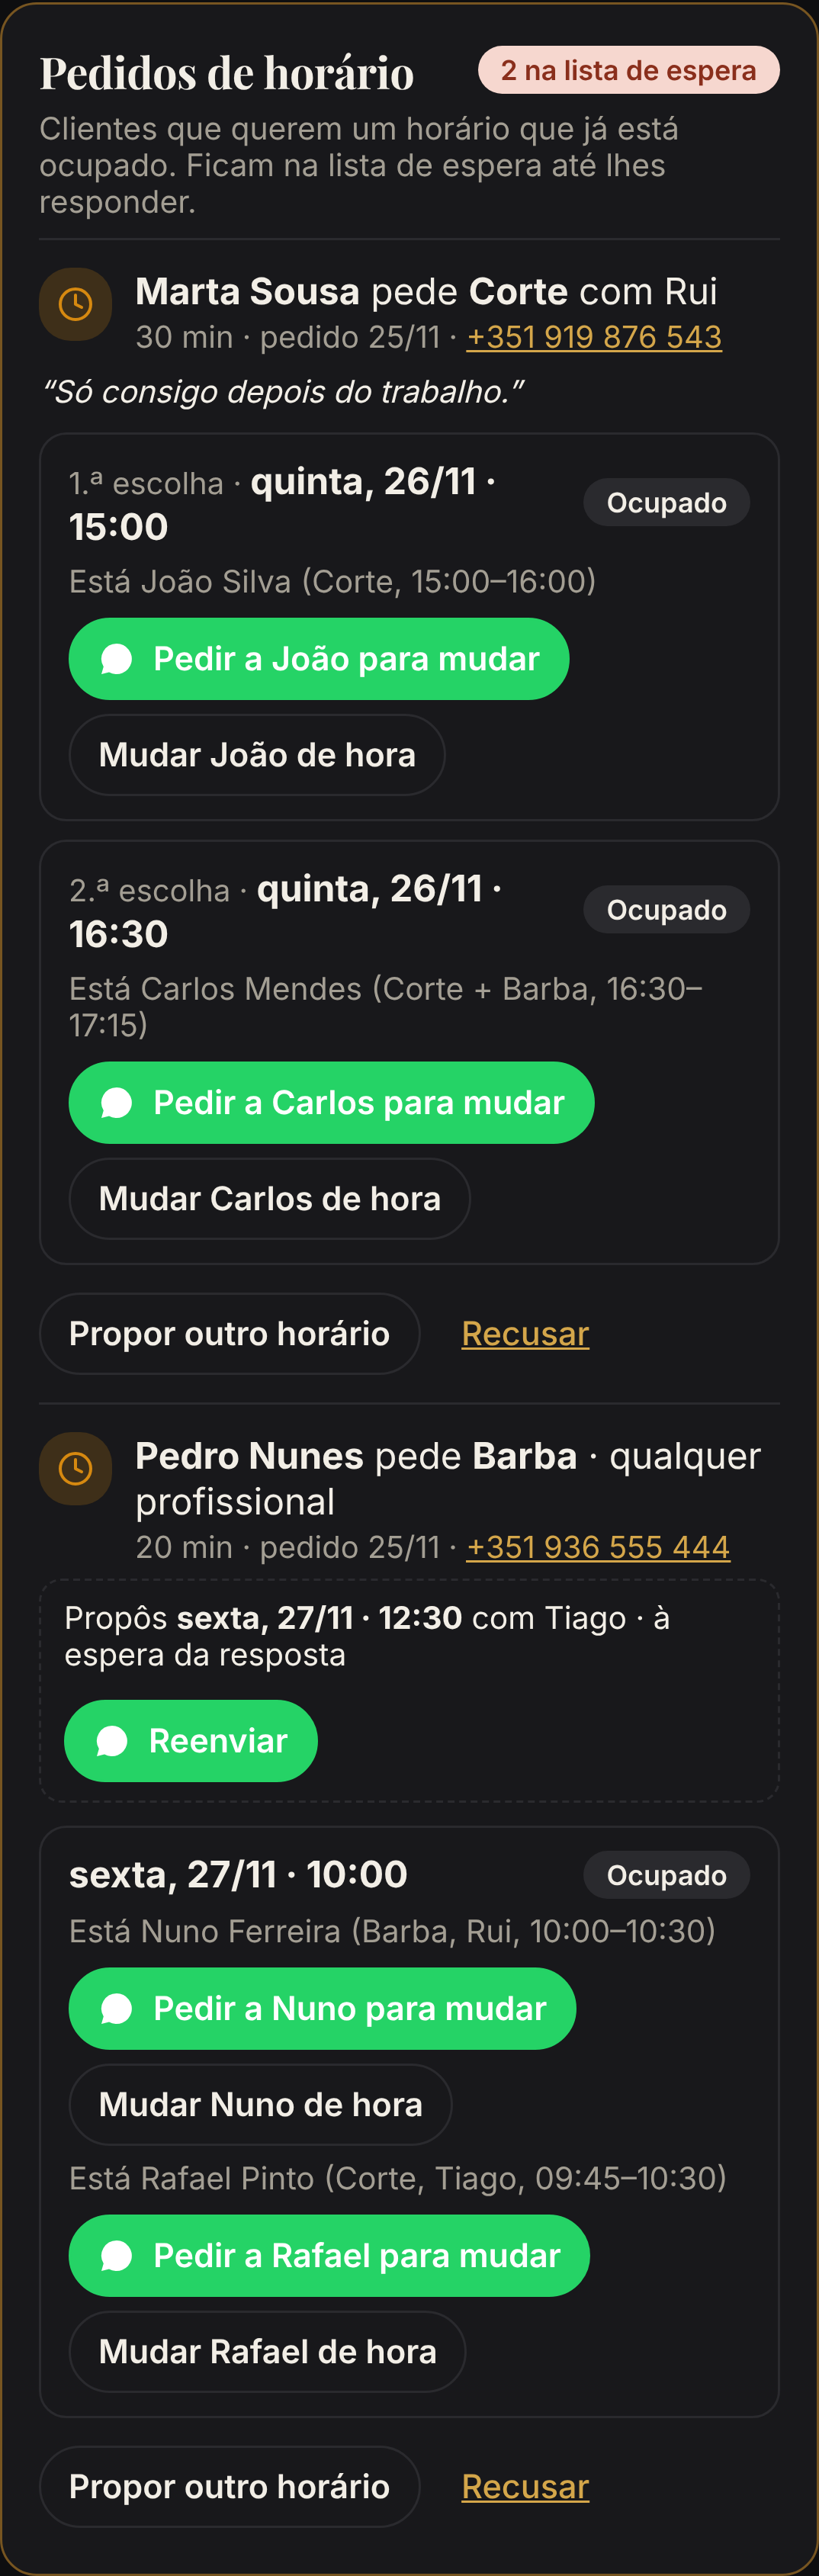 Pedidos de horário
2 na lista de espera
Clientes que querem um horário que já está
ocupado. Ficam na lista de espera até lhes
responder.
Marta Sousa pede Corte com Rui
30 min · pedido 25/11 · +351 919 876 543
“Só consigo depois do trabalho.”
1.ª escolha · quinta, 26/11 ·
15:00
Ocupado
Está João Silva (Corte, 15:00–16:00)
Pedir a João para mudar
Mudar João de hora
2.ª escolha · quinta, 26/11 ·
16:30
Ocupado
Está Carlos Mendes (Corte + Barba, 16:30–
17:15)
Pedir a Carlos para mudar
Mudar Carlos de hora
Propor outro horário
Recusar
Pedro Nunes pede Barba · qualquer
profissional
20 min · pedido 25/11 · +351 936 555 444
Propôs sexta, 27/11 · 12:30 com Tiago · à
espera da resposta
Reenviar
sexta, 27/11 · 10:00
Ocupado
Está Nuno Ferreira (Barba, Rui, 10:00–10:30)
Pedir a Nuno para mudar
Mudar Nuno de hora
Está Rafael Pinto (Corte, Tiago, 09:45–10:30)
Pedir a Rafael para mudar
Mudar Rafael de hora
Propor outro horário
Recusar